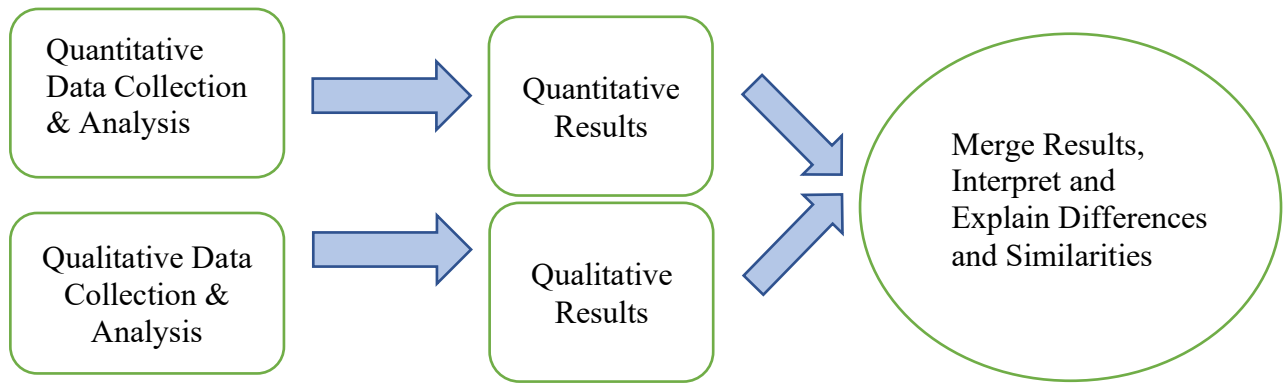 Quantitative
Data Collection
& Analysis
Quantitative
Results
Qualitative Data
Collection &
Analysis
Qualitative
Results
Merge Results,
Interpret and
Explain Differences
and Similarities